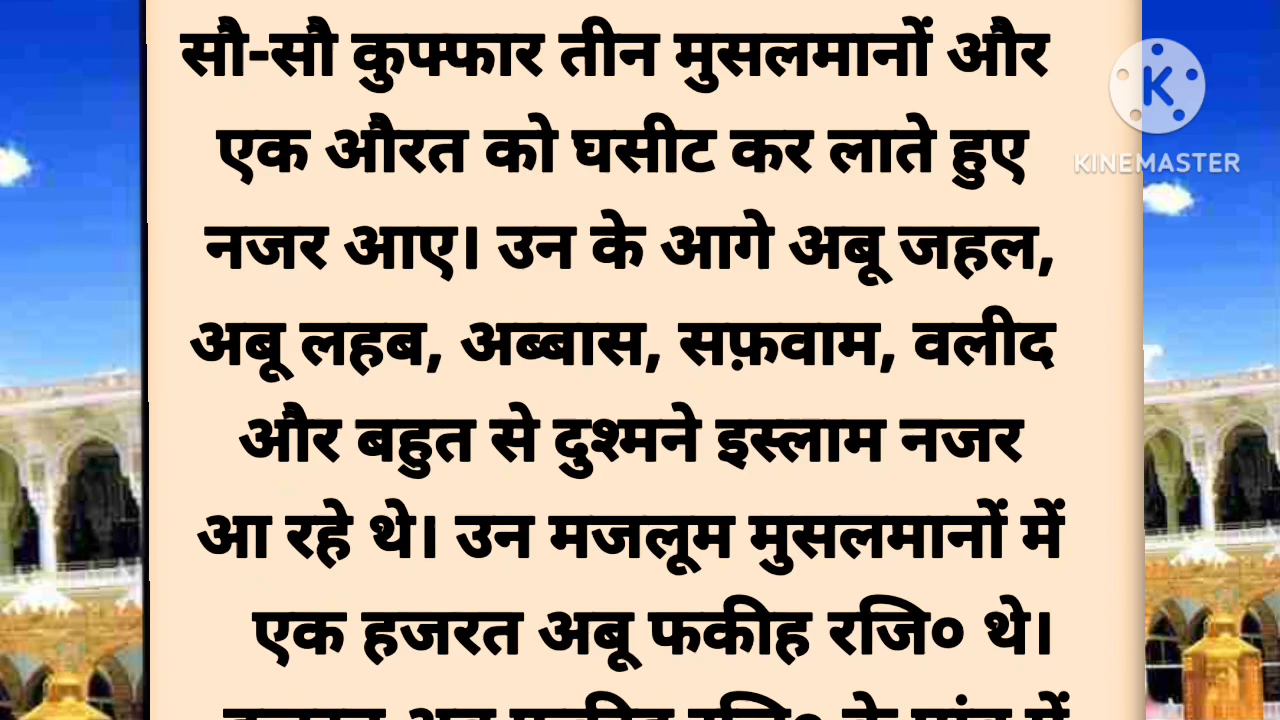 सौ-सौ कुफ्फार तीन मुसलमानों और
एक औरत को घसीट कर लाते हुए
नजर आए। उन के आगे अबू जहल,
अबू लहब, अब्बास, सफ़वाम, वलीद
और बहुत से दुश्मने इस्लाम नजर
आ रहे थे। उन मजलूम मुसलमानों में
एक हजरत अबू फकीह रजि० थे।
K
KINEMASTER